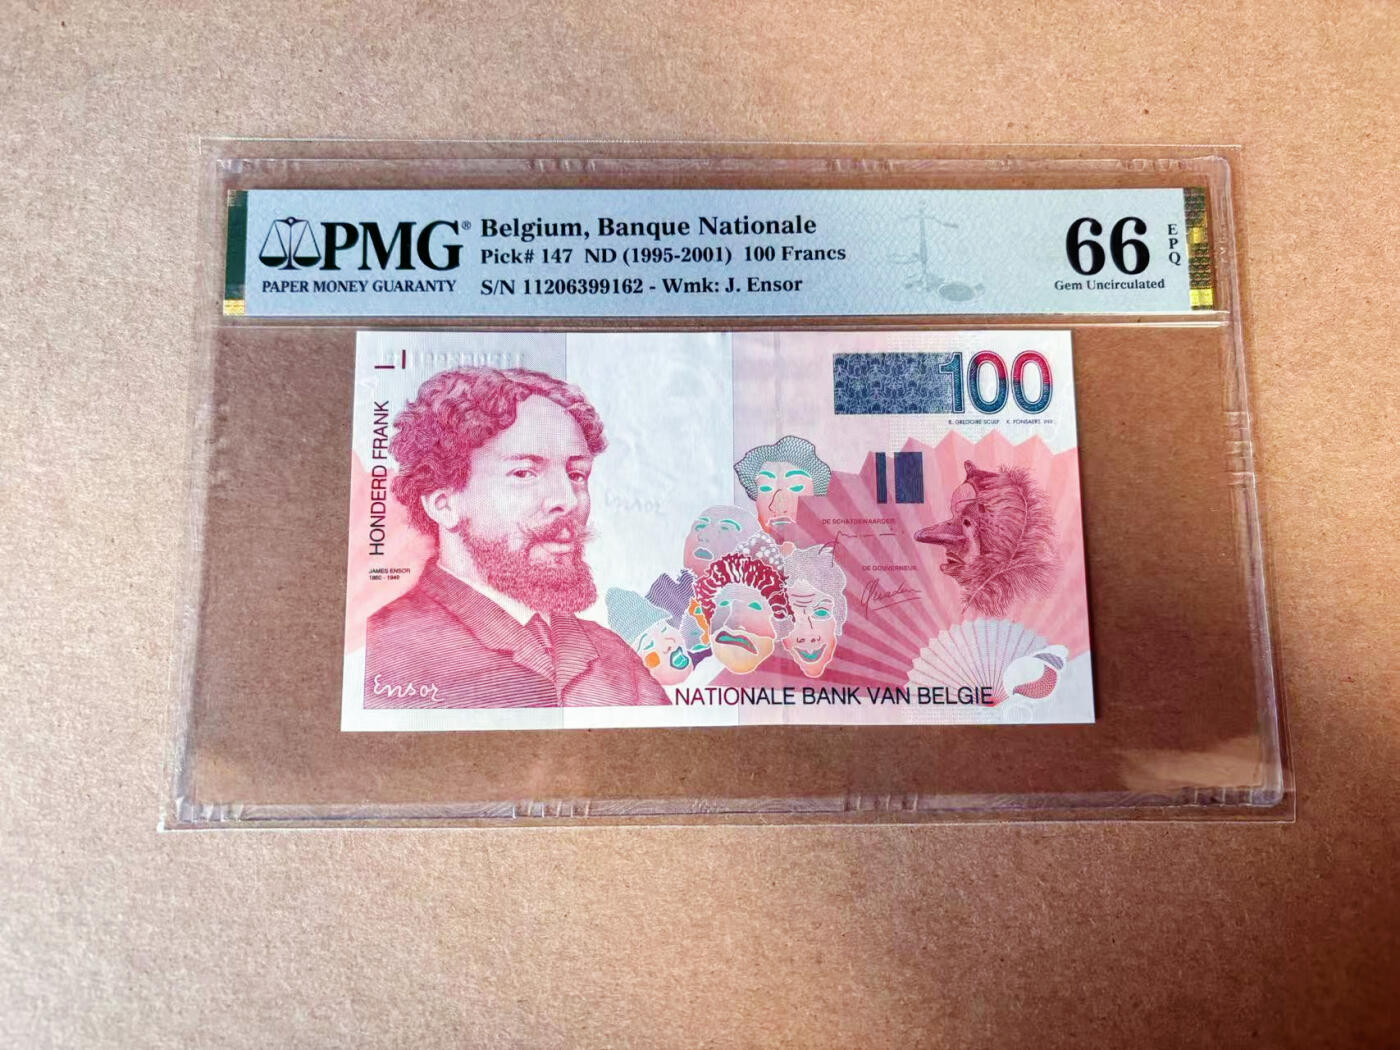 PMG®
PAPER MONEY GUARANTY
Belgium, Banque Nationale
Pick# 147 ND (1995-2001) 100 Francs
S/N 11206399162 - Wmk: J. Ensor
66
EPQ
Gem Uncirculated
100
HONDERD FRANK
JAMES ENSOR
1860 - 1949
Ensor
DE SCHATBEWAARDER
DE GOUVERNEUR
Ensor
NATIONALE BANK VAN BELGIE